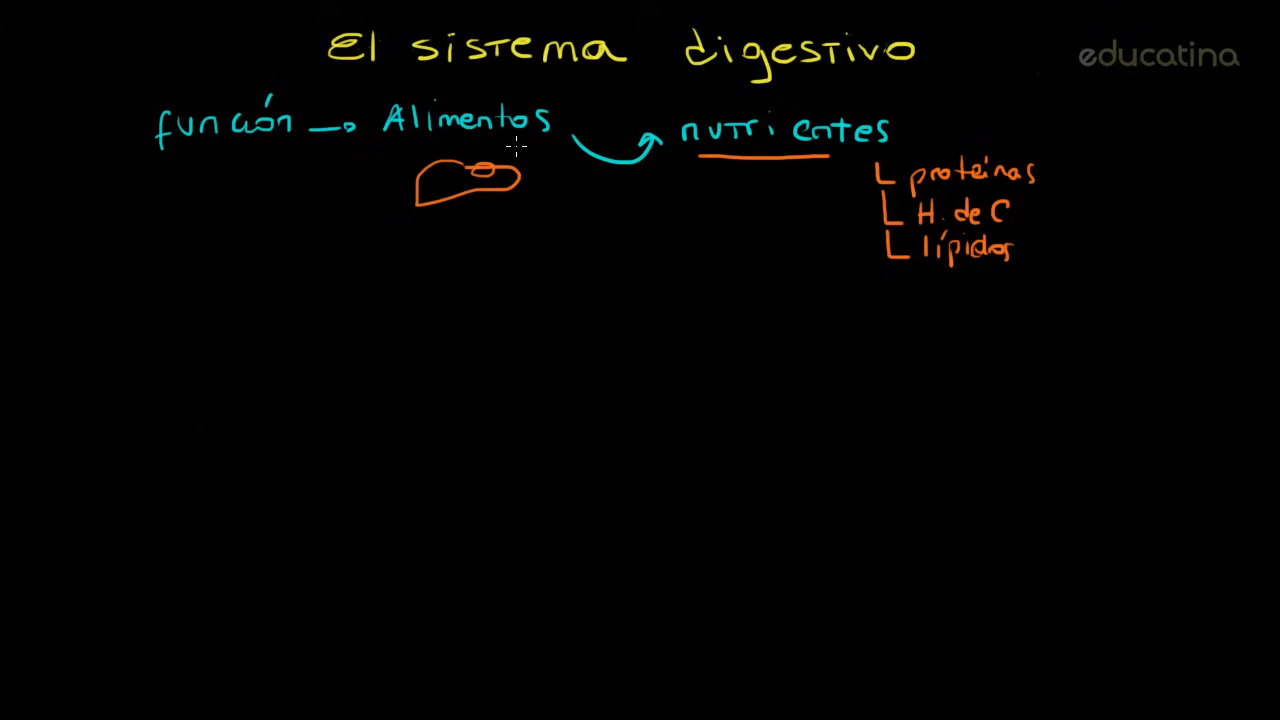 El sistema digestivo
educatina
función → Alimentos nutrientes
proteínas
H. de C
lípidos